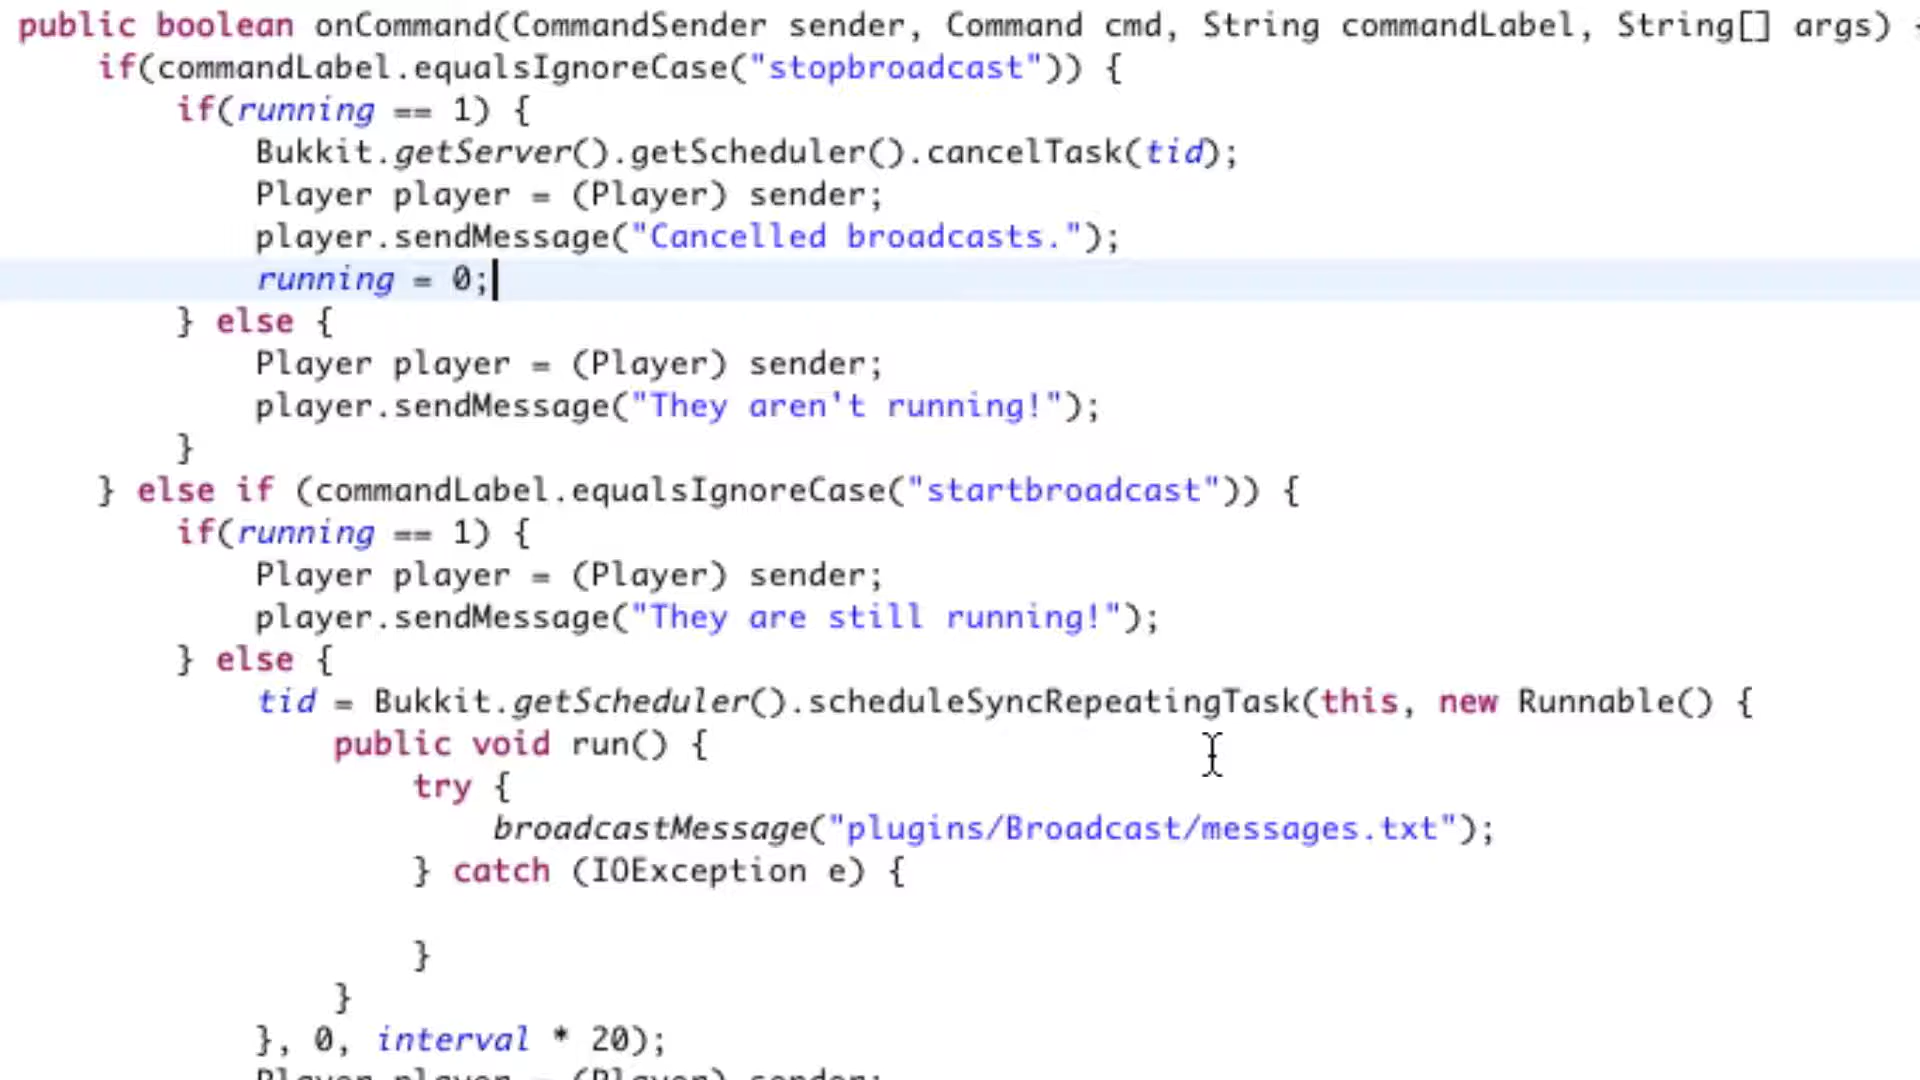 public boolean onCommand(CommandSender sender, Command cmd, String commandLabel, String[] args) {
if(commandLabel.equalsIgnoreCase("stopbroadcast")) {
if(running == 1) {
Bukkit.getServer().getScheduler().cancelTask(tid);
Player player = (Player) sender;
player.sendMessage("Cancelled broadcasts.");
running = 0;
} else {
Player player = (Player) sender;
player.sendMessage("They aren't running!");
}
} else if (commandLabel.equalsIgnoreCase("startbroadcast")) {
if(running == 1) {
Player player = (Player) sender;
player.sendMessage("They are still running!");
} else {
tid = Bukkit.getScheduler().scheduleSyncRepeatingTask(this, new Runnable() {
public void run() {
try {
broadcastMessage("plugins/Broadcast/messages.txt");
} catch (IOException e) {
}
}
}, 0, interval * 20);
Player player = (Player) sender;